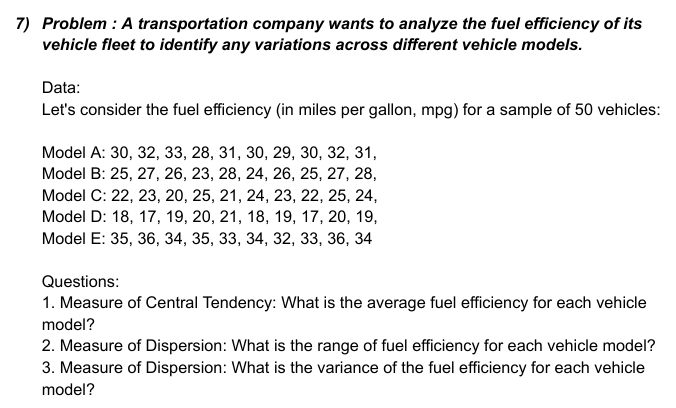 7) Problem : A transportation company wants to analyze the fuel efficiency of its
vehicle fleet to identify any variations across different vehicle models.
Data:
Let's consider the fuel efficiency (in miles per gallon, mpg) for a sample of 50 vehicles:
Model A: 30, 32, 33, 28, 31, 30, 29, 30, 32, 31,
Model B: 25, 27, 26, 23, 28, 24, 26, 25, 27, 28,
Model C: 22, 23, 20, 25, 21, 24, 23, 22, 25, 24,
Model D: 18, 17, 19, 20, 21, 18, 19, 17, 20, 19,
Model E: 35, 36, 34, 35, 33, 34, 32, 33, 36, 34
Questions:
1. Measure of Central Tendency: What is the average fuel efficiency for each vehicle
model?
2. Measure of Dispersion: What is the range of fuel efficiency for each vehicle model?
3. Measure of Dispersion: What is the variance of the fuel efficiency for each vehicle
model?